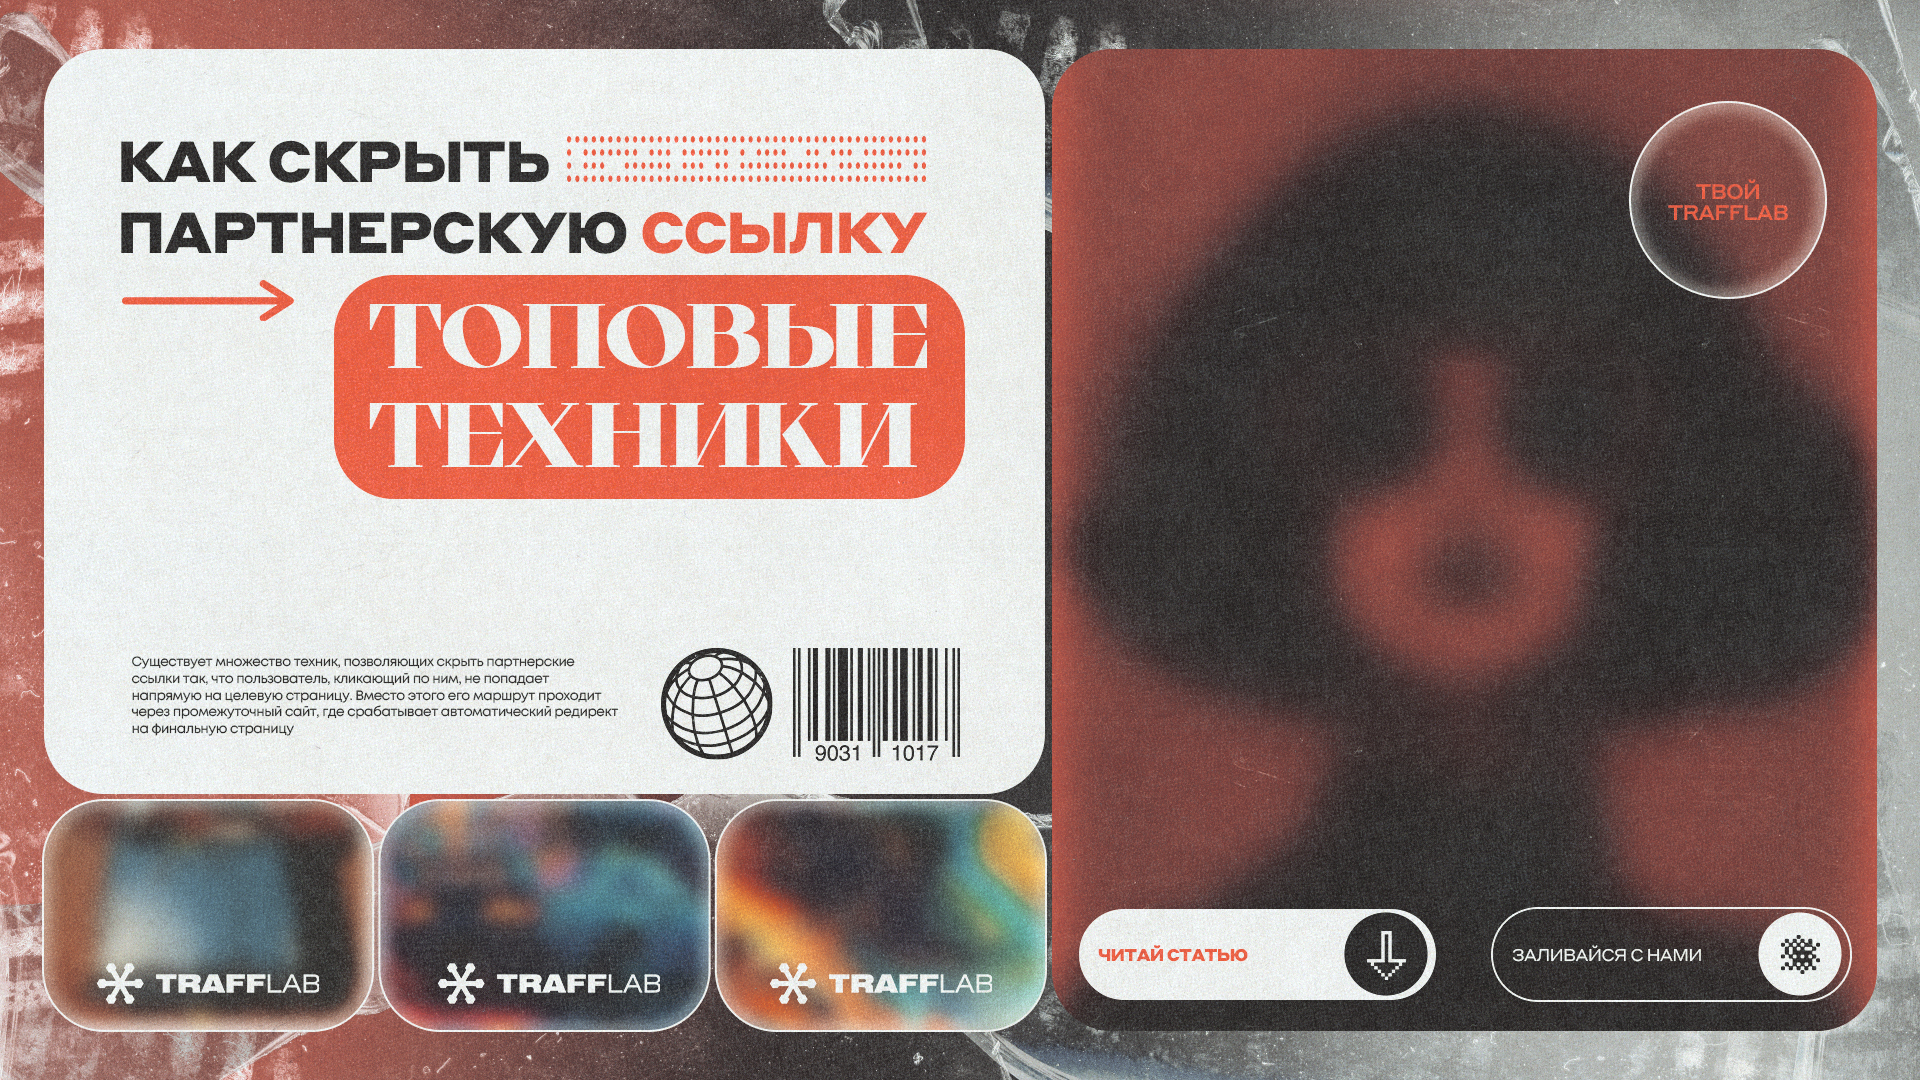 КАК СКРЫТЬ
ПАРТНЕРСКУЮ ССЫЛКУ
ТОПОВЫЕ
ТЕХНИКИ
Существует множество техник, позволяющих скрыть партнерские
ссылки так, что пользователь, кликающий по ним, не попадает
напрямую на целевую страницу. Вместо этого его маршрут проходит
через промежуточный сайт, где срабатывает автоматический редирект
на финальную страницу
9031 1017
TRAFFLAB
TRAFFLAB
TRAFFLAB
ТВОЙ
TRAFFLAB
ЧИТАЙ СТАТЬЮ
ЗАЛИВАЙСЯ С НАМИ